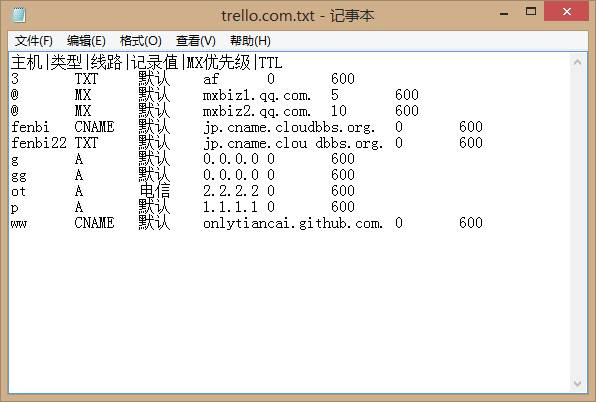 trello.com.txt - 记事本
文件(F) 编辑(E) 格式(O) 查看(V) 帮助(H)
主机|类型|线路|记录值|MX优先级|TTL
3 TXT 默认 af 0 600
@ MX 默认 mxbiz1.qq.com. 5 600
@ MX 默认 mxbiz2.qq.com. 10 600
fenbi CNAME 默认 jp.cname.cloudbbs.org. 0 600
fenbi22 TXT 默认 jp.cname.clou dbbs.org. 0 600
g A 默认 0.0.0.0 0 600
gg A 默认 0.0.0.0 0 600
ot A 电信 2.2.2.2 0 600
p A 默认 1.1.1.1 0 600
ww CNAME 默认 onlytiancai.github.com. 0 600